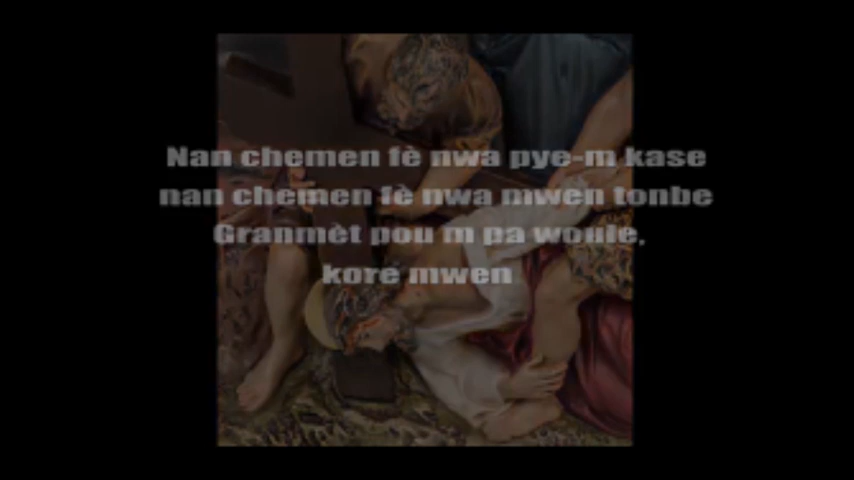 Nan chemen fè nwa pye-m kase
nan chemen fè nwa mwen tonbe
Granmèt pou m pa woule,
kore mwen